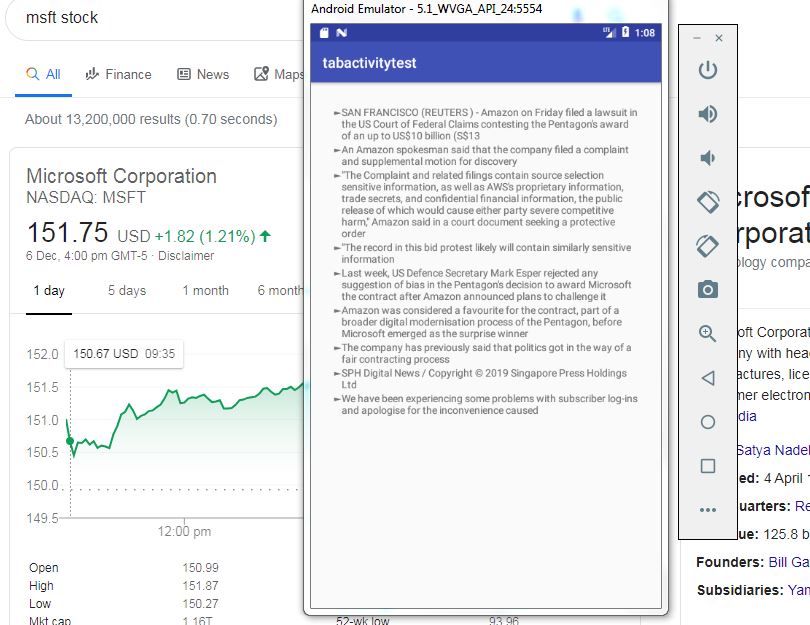 msft stock
All
Finance
News
Maps
About 13,200,000 results (0.70 seconds)
Microsoft Corporation
NASDAQ: MSFT
151.75 USD +1.82 (1.21%)
6 Dec, 4:00 pm GMT-5 · Disclaimer
1 day
5 days
1 month
6 month
152.0
150.67 USD 09:35
151.5
151.0
150.5
150.0
149.5
12:00 pm
Open 150.99
High 151.87
Low 150.27
Mkt cap 1.16T
52-wk low 93.96
Android Emulator - 5.1_WVGA_API_24:5554
1:08
tabactivitytest
►SAN FRANCISCO (REUTERS ) - Amazon on Friday filed a lawsuit in
the US Court of Federal Claims contesting the Pentagon's award
of an up to US$10 billion (S$13
►An Amazon spokesman said that the company filed a complaint
and supplemental motion for discovery
►"The Complaint and related filings contain source selection
sensitive information, as well as AWS's proprietary information,
trade secrets, and confidential financial information, the public
release of which would cause either party severe competitive
harm," Amazon said in a court document seeking a protective
order
►"The record in this bid protest likely will contain similarly sensitive
information
►Last week, US Defence Secretary Mark Esper rejected any
suggestion of bias in the Pentagon's decision to award Microsoft
the contract after Amazon announced plans to challenge it
►Amazon was considered a favourite for the contract, part of a
broader digital modernisation process of the Pentagon, before
Microsoft emerged as the surprise winner
►The company has previously said that politics got in the way of a
fair contracting process
►SPH Digital News / Copyright © 2019 Singapore Press Holdings
Ltd
►We have been experiencing some problems with subscriber log-ins
and apologise for the inconvenience caused
crosof
rporat
ology compa
oft Corporat
ny with head
actures, lice
mer electron
dia
Satya Nadel
ed: 4 April 1
uarters: Re
ue: 125.8 b
Founders: Bill Ga
Subsidiaries: Yam